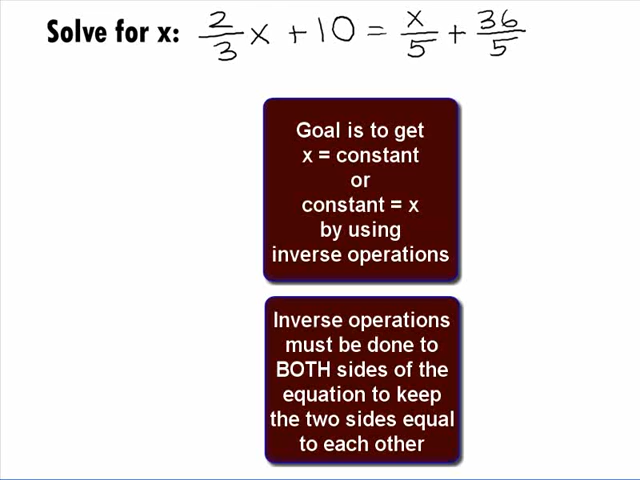 Solve for x: 2/3 x + 10 = x/5 + 36/5
Goal is to get
x = constant
or
constant = x
by using
inverse operations
Inverse operations
must be done to
BOTH sides of the
equation to keep
the two sides equal
to each other